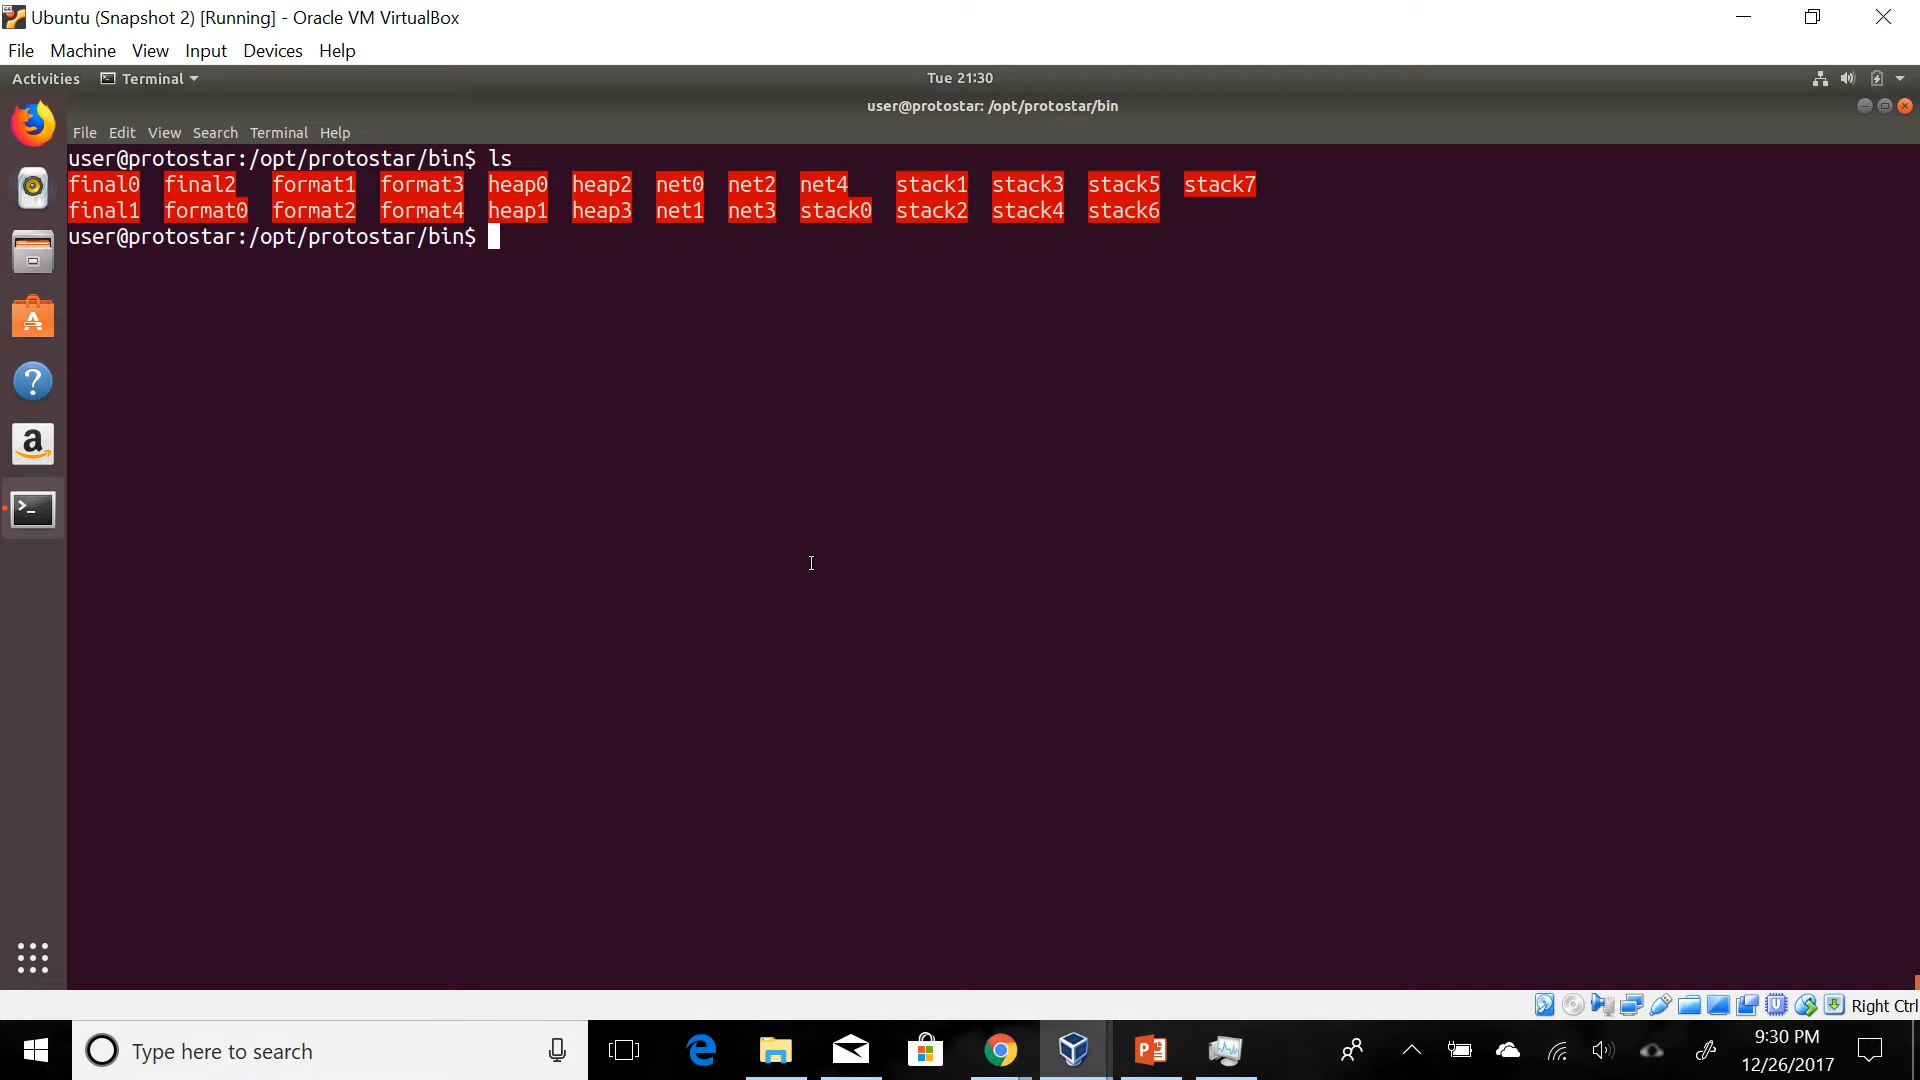 Ubuntu (Snapshot 2) [Running] - Oracle VM VirtualBox
File Machine View Input Devices Help
Activities Terminal Tue 21:30
user@protostar: /opt/protostar/bin
File Edit View Search Terminal Help
user@protostar:/opt/protostar/bin$ ls
final0 final2 format1 format3 heap0 heap2 net0 net2 net4 stack1 stack3 stack5 stack7
final1 format0 format2 format4 heap1 heap3 net1 net3 stack0 stack2 stack4 stack6
user@protostar:/opt/protostar/bin$
Right Ctrl
Type here to search
9:30 PM
12/26/2017